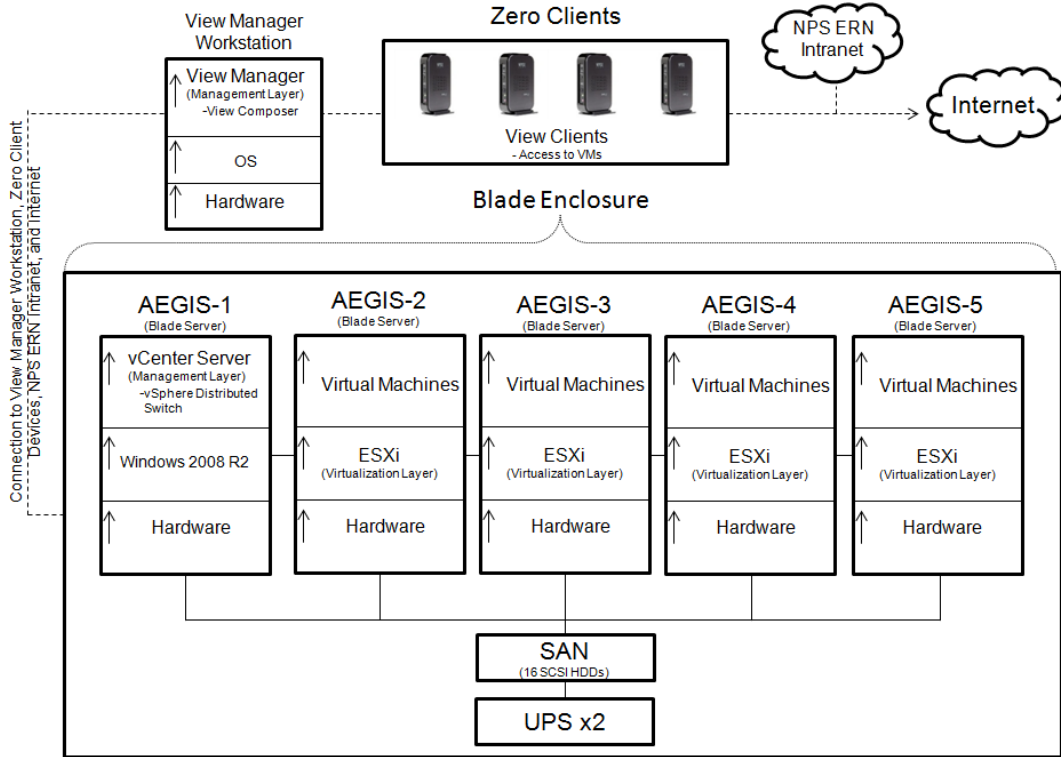 View Manager
Workstation
Zero Clients
NPS ERN
Intranet
Internet
View Manager
(Management Layer)
-View Composer
OS
Hardware
View Clients
- Access to VMs
Connection to View Manager Workstation, Zero Client
Devices, NPS ERN Intranet, and Internet
Blade Enclosure
AEGIS-1
(Blade Server)
vCenter Server
(Management Layer)
-vSphere Distributed
Switch
Windows 2008 R2
Hardware
AEGIS-2
(Blade Server)
Virtual Machines
ESXi
(Virtualization Layer)
Hardware
AEGIS-3
(Blade Server)
Virtual Machines
ESXi
(Virtualization Layer)
Hardware
AEGIS-4
(Blade Server)
Virtual Machines
ESXi
(Virtualization Layer)
Hardware
AEGIS-5
(Blade Server)
Virtual Machines
ESXi
(Virtualization Layer)
Hardware
SAN
(16 SCSI HDDs)
UPS x2